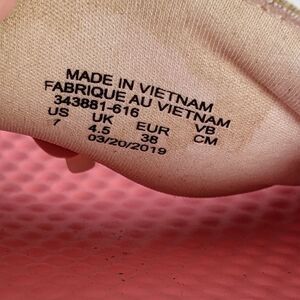 MADE IN VIETNAM
FABRIQUE AU VIETNAM
343881-616 VB
US UK EUR CM
7 4.5 38
03/20/2019